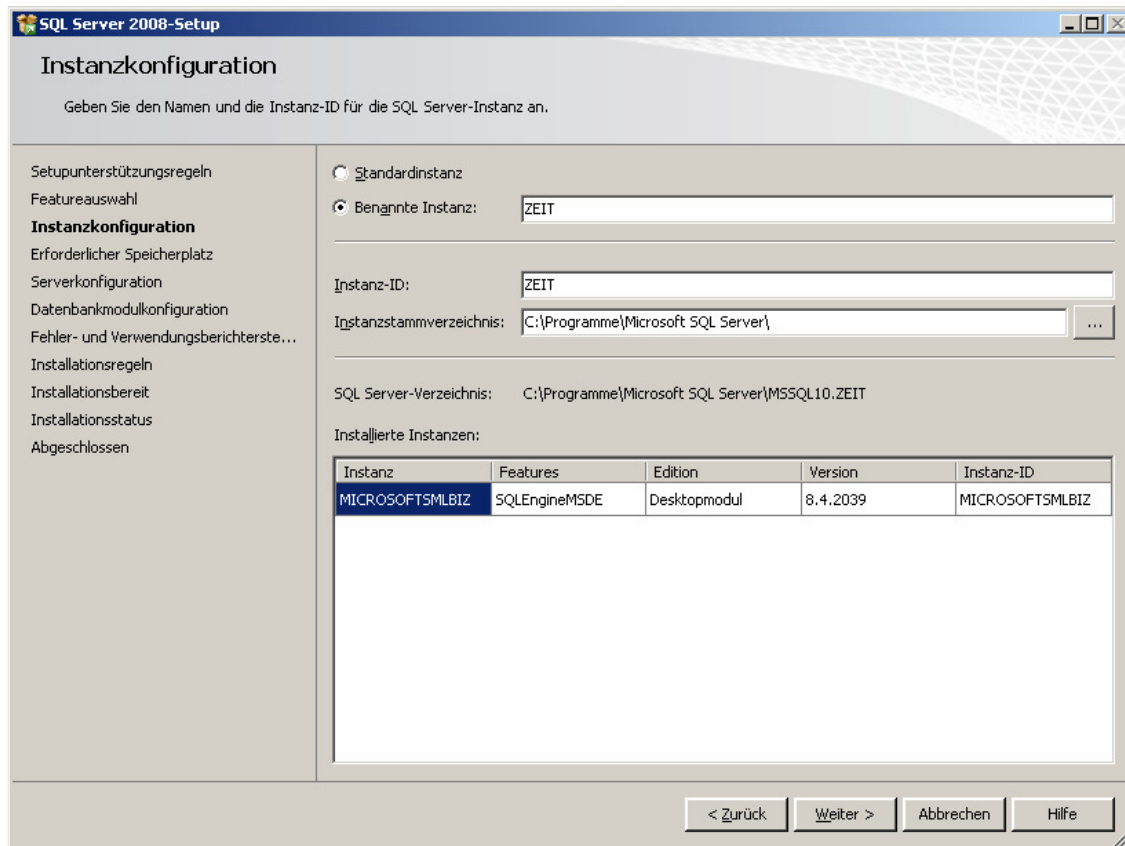 SQL Server 2008-Setup
Instanzkonfiguration
Geben Sie den Namen und die Instanz-ID für die SQL Server-Instanz an.
Setupunterstützungsregeln
Featureauswahl
Instanzkonfiguration
Erforderlicher Speicherplatz
Serverkonfiguration
Datenbankmodulkonfiguration
Fehler- und Verwendungsberichterste...
Installationsregeln
Installationsbereit
Installationsstatus
Abgeschlossen
Standardinstanz
Benannte Instanz: ZEIT
Instanz-ID: ZEIT
Instanzstammverzeichnis: C:\Programme\Microsoft SQL Server\ ...
SQL Server-Verzeichnis: C:\Programme\Microsoft SQL Server\MSSQL10.ZEIT
Installierte Instanzen:
Instanz Features Edition Version Instanz-ID
MICROSOFTSMLBIZ SQLEngineMSDE Desktopmodul 8.4.2039 MICROSOFTSMLBIZ
< Zurück Weiter > Abbrechen Hilfe